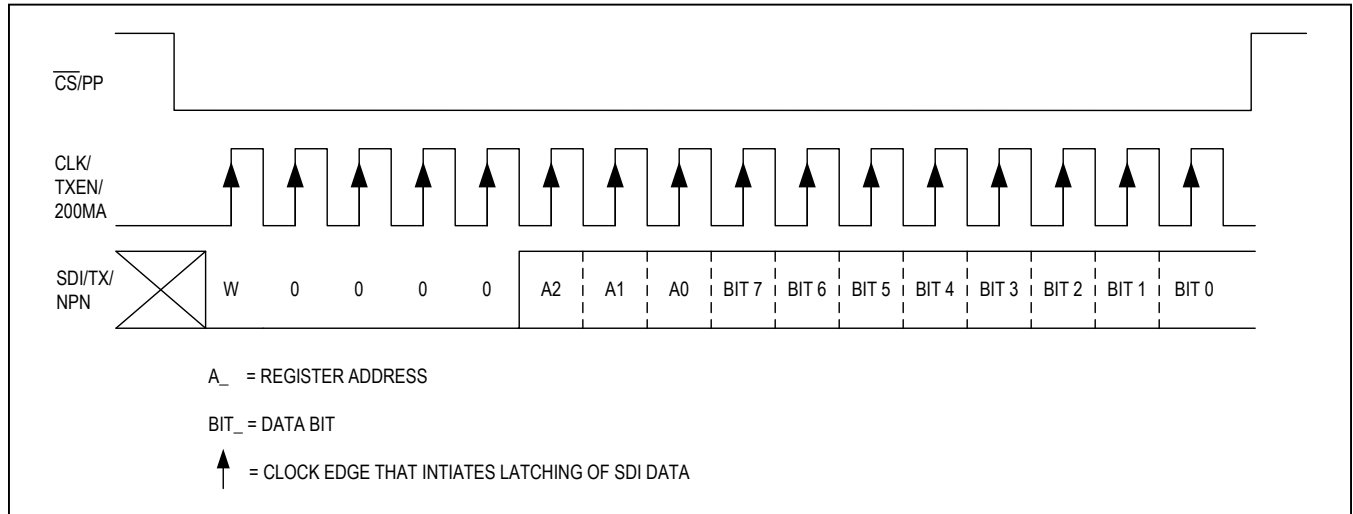 CS/PP
CLK/
TXEN/
200MA
SDI/TX/
NPN
W 0 0 0 0 A2 A1 A0 BIT 7 BIT 6 BIT 5 BIT 4 BIT 3 BIT 2 BIT 1 BIT 0
A_ = REGISTER ADDRESS
BIT_ = DATA BIT
= CLOCK EDGE THAT INTIATES LATCHING OF SDI DATA